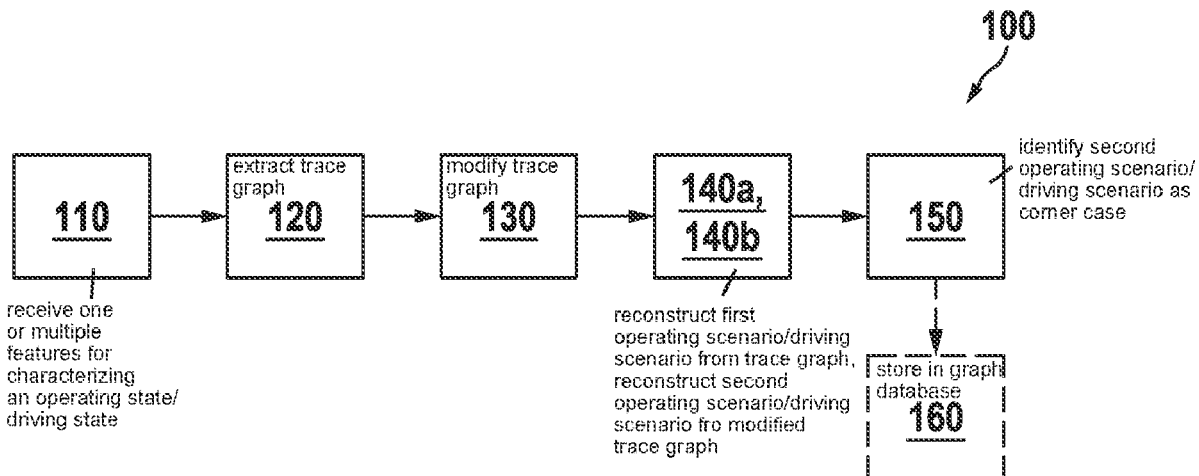 100
extract trace
graph
modify trace
graph
identify second
operating scenario/
driving scenario as
corner case
110
120
130
140a,
140b
150
receive one
or multiple
features for
characterizing
an operating state/
driving state
reconstruct first
operating scenario/driving
scenario from trace graph,
reconstruct second
operating scenario/driving
scenario fro modified
trace graph
store in graph
database
160